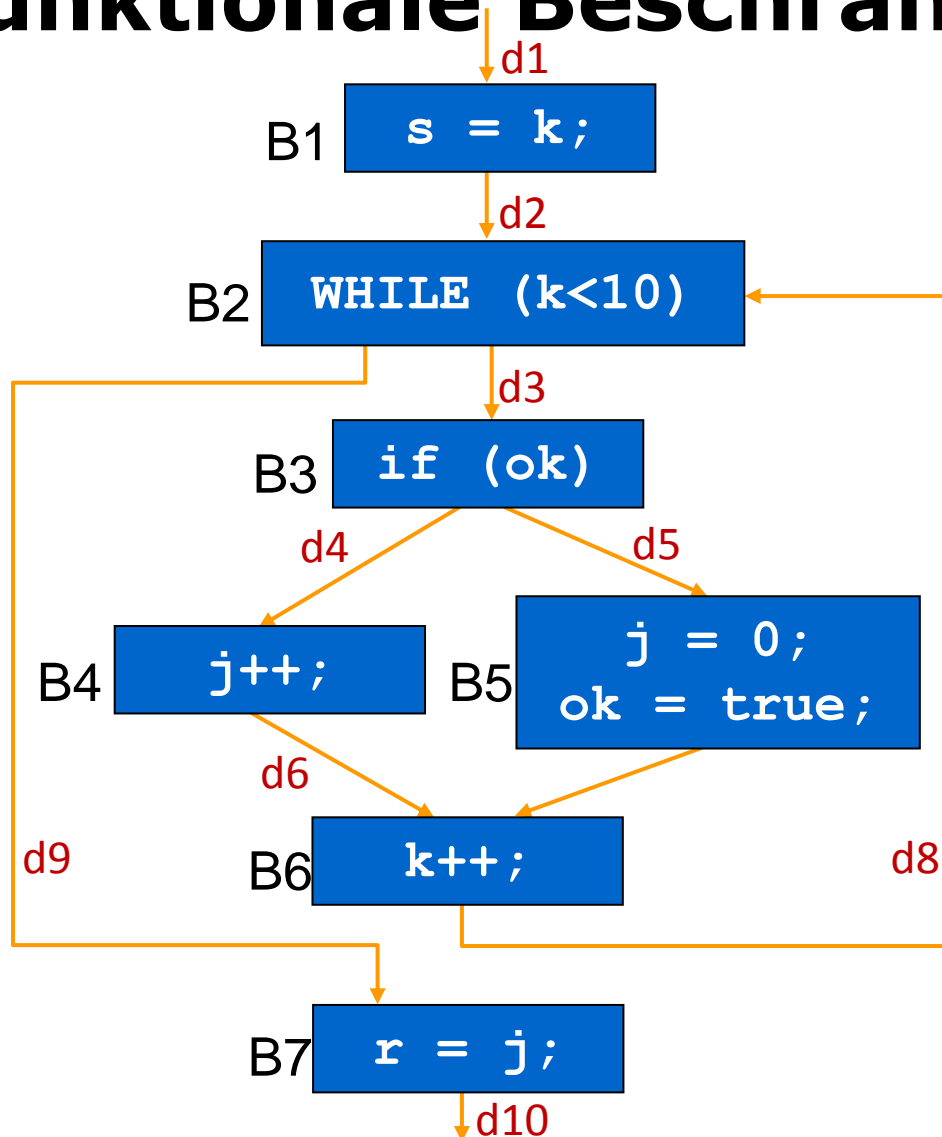 unktionale Beschrän
d1
B1
s = k;
d2
B2
WHILE (k<10)
d3
B3
if (ok)
d4
d5
B4
j++;
B5
j = 0;
ok = true;
d6
d9
B6
k++;
d8
B7
r = j;
d10